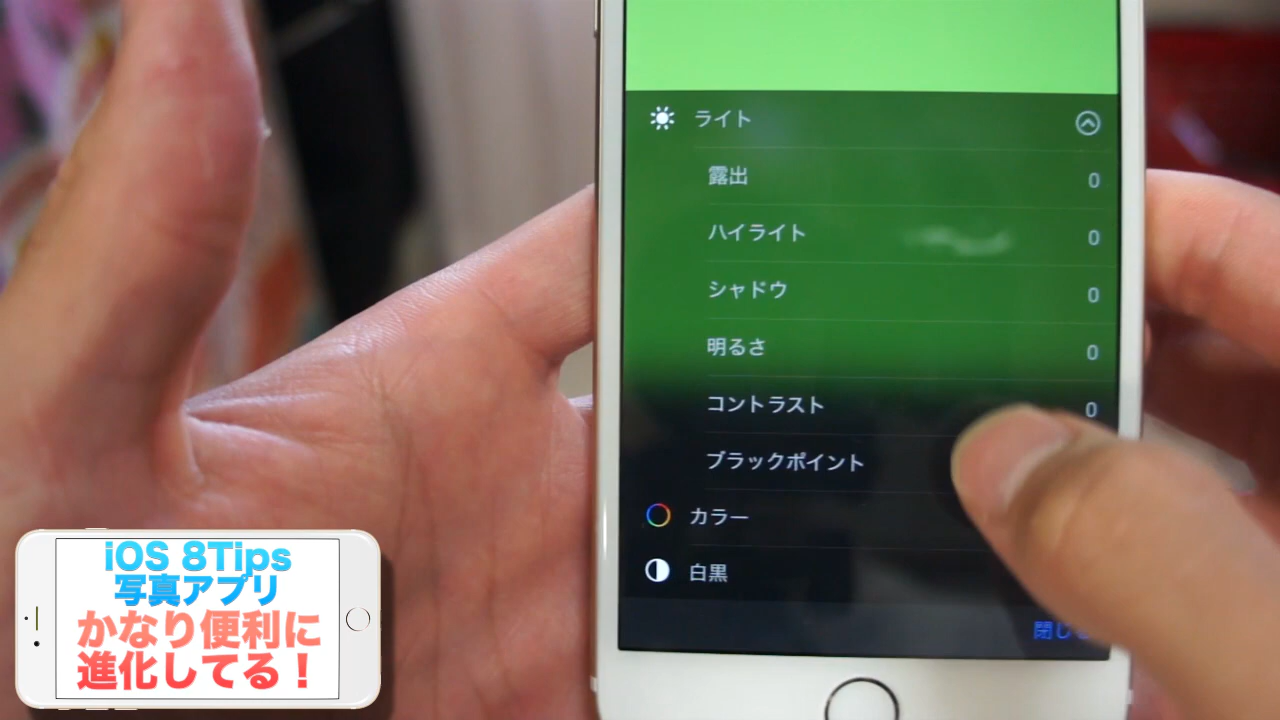 ライト
露出 0
ハイライト 0
シャドウ 0
明るさ 0
コントラスト 0
ブラックポイント
カラー
白黒
閉じ
iOS 8Tips
写真アプリ
かなり便利に
進化してる！